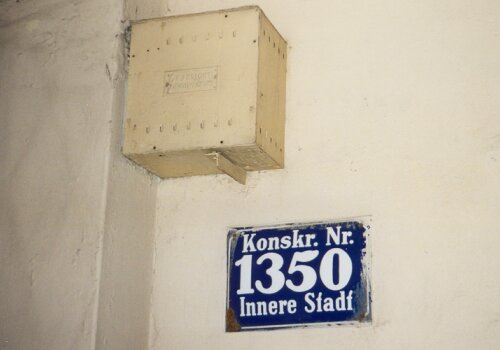 Konskr. Nr.
1350
Innere Stadt